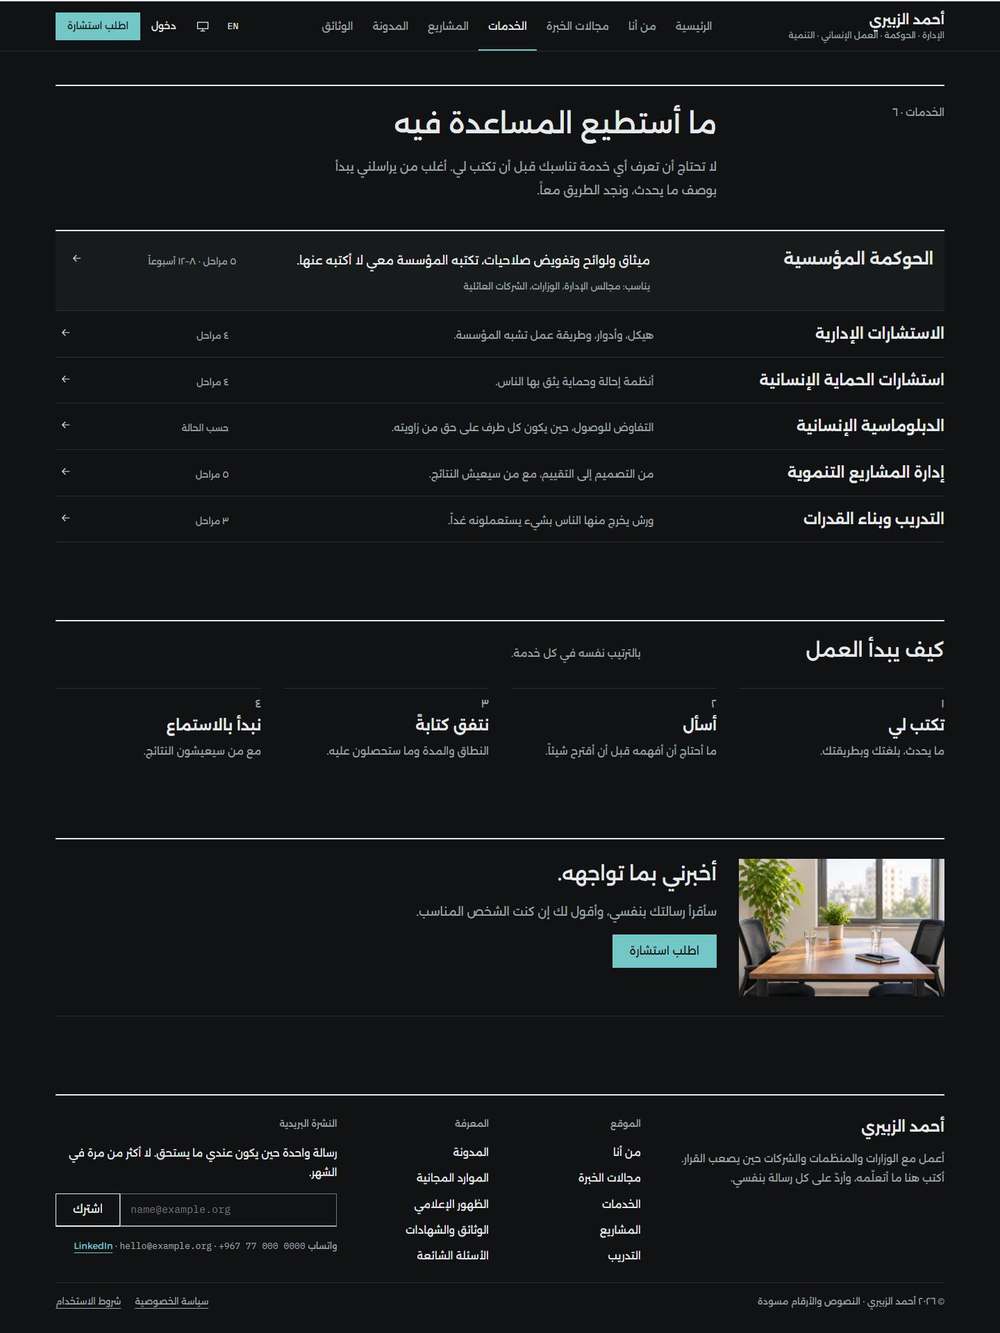 أحمد الزبيري
الإدارة · الحوكمة · العمل الإنساني · التنمية
الرئيسية
من أنا
مجالات الخبرة
الخدمات
المشاريع
المدونة
الوثائق
EN
دخول
اطلب استشارة
الخدمات · ٦
ما أستطيع المساعدة فيه
لا تحتاج أن تعرف أي خدمة تناسبك قبل أن تكتب لي. أغلب من يراسلني يبدأ
بوصف ما يحدث، ونجد الطريق معاً.
الحوكمة المؤسسية
ميثاق ولوائح وتفويض صلاحيات، تكتبه المؤسسة معي لا أكتبه عنها.
يناسب: مجالس الإدارة، الوزارات، الشركات العائلية
٥ مراحل · ٨–١٢ أسبوعاً
←
الاستشارات الإدارية
هيكل، وأدوار، وطريقة عمل تشبه المؤسسة.
٤ مراحل
←
استشارات الحماية الإنسانية
أنظمة إحالة وحماية يثق بها الناس.
٤ مراحل
←
الدبلوماسية الإنسانية
التفاوض للوصول، حين يكون كل طرف على حق من زاويته.
حسب الحالة
←
إدارة المشاريع التنموية
من التصميم إلى التقييم، مع من سيعيش النتائج.
٥ مراحل
←
التدريب وبناء القدرات
ورش يخرج منها الناس بشيء يستعملونه غداً.
٣ مراحل
←
كيف يبدأ العمل
بالترتيب نفسه في كل خدمة.
١
تكتب لي
ما يحدث، بلغتك وبطريقتك.
٢
أسأل
ما أحتاج أن أفهمه قبل أن أقترح شيئاً.
٣
نتفق كتابةً
النطاق والمدة وما ستحصلون عليه.
٤
نبدأ بالاستماع
مع من سيعيشون النتائج.
أخبرني بما تواجهه.
سأقرأ رسالتك بنفسي، وأقول لك إن كنت الشخص المناسب.
اطلب استشارة
أحمد الزبيري
أعمل مع الوزارات والمنظمات والشركات حين يصعب القرار.
أكتب هنا ما أتعلّمه، وأردّ على كل رسالة بنفسي.
الموقع
من أنا
مجالات الخبرة
الخدمات
المشاريع
التدريب
المعرفة
المدونة
الموارد المجانية
الظهور الإعلامي
الوثائق والشهادات
الأسئلة الشائعة
النشرة البريدية
رسالة واحدة حين يكون عندي ما يستحق. لا أكثر من مرة في
الشهر.
name@example.org
اشترك
واتساب ‎+967 77 000 0000 · hello@example.org · LinkedIn
© ٢٠٢٦ أحمد الزبيري · النصوص والأرقام مسودة
سياسة الخصوصية
شروط الاستخدام